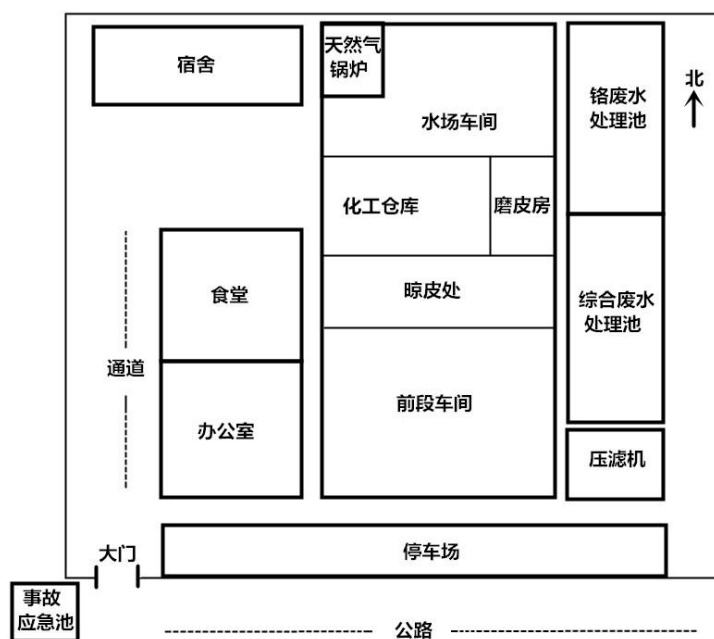 宿舍
天然气
锅炉
水场车间
铬废水
处理池
北
化工仓库
磨皮房
晾皮处
食堂
综合废水
处理池
通道
前段车间
办公室
压滤机
大门
停车场
事故
应急池
公路